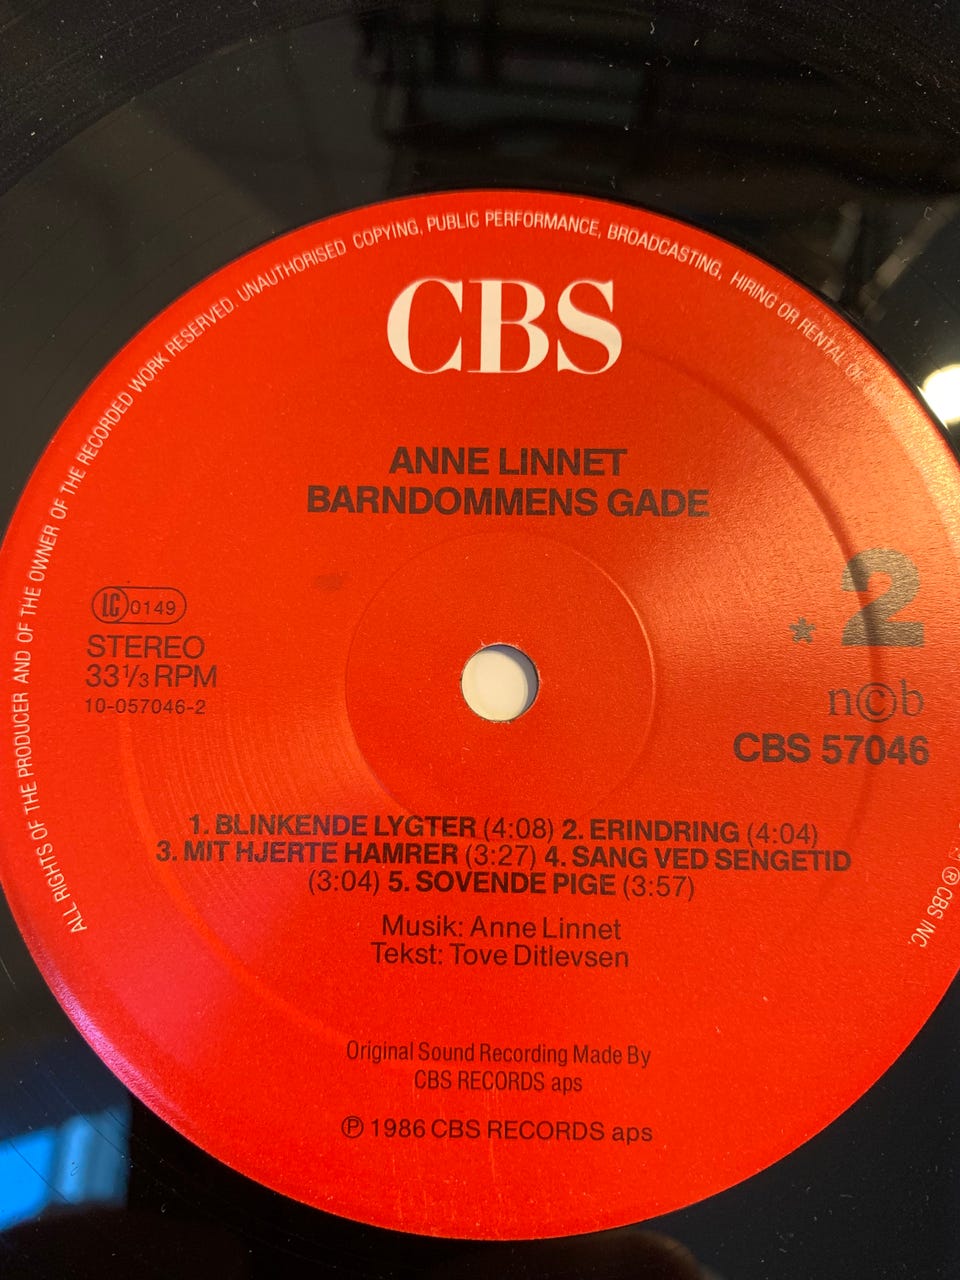 ALL RIGHTS OF THE PRODUCER AND OF THE OWNER OF THE RECORDED WORK RESERVED. UNAUTHORISED COPYING, PUBLIC PERFORMANCE, BROADCASTING, HIRING OR RENTAL OF
CBS
ANNE LINNET
BARNDOMMENS GADE
LC 0149
STEREO
33 1/3 RPM
10-057046-2
* 2
n©b
CBS 57046
1. BLINKENDE LYGTER (4:08) 2. ERINDRING (4:04)
3. MIT HJERTE HAMRER (3:27) 4. SANG VED SENGETID
(3:04) 5. SOVENDE PIGE (3:57)
Musik: Anne Linnet
Tekst: Tove Ditlevsen
Original Sound Recording Made By
CBS RECORDS aps
℗ 1986 CBS RECORDS aps
® CBS INC.